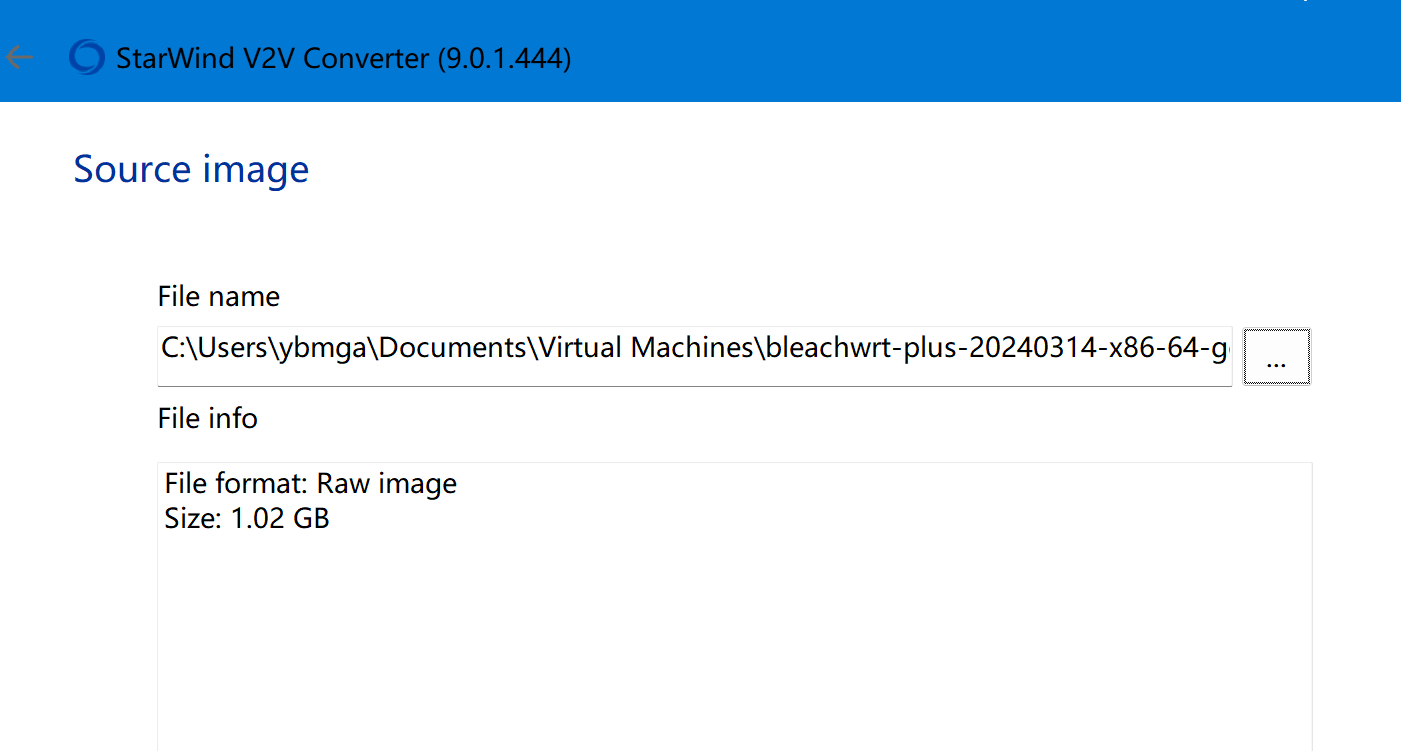 StarWind V2V Converter (9.0.1.444)
Source image
File name
C:\Users\ybmga\Documents\Virtual Machines\bleachwrt-plus-20240314-x86-64-g
...
File info
File format: Raw image
Size: 1.02 GB